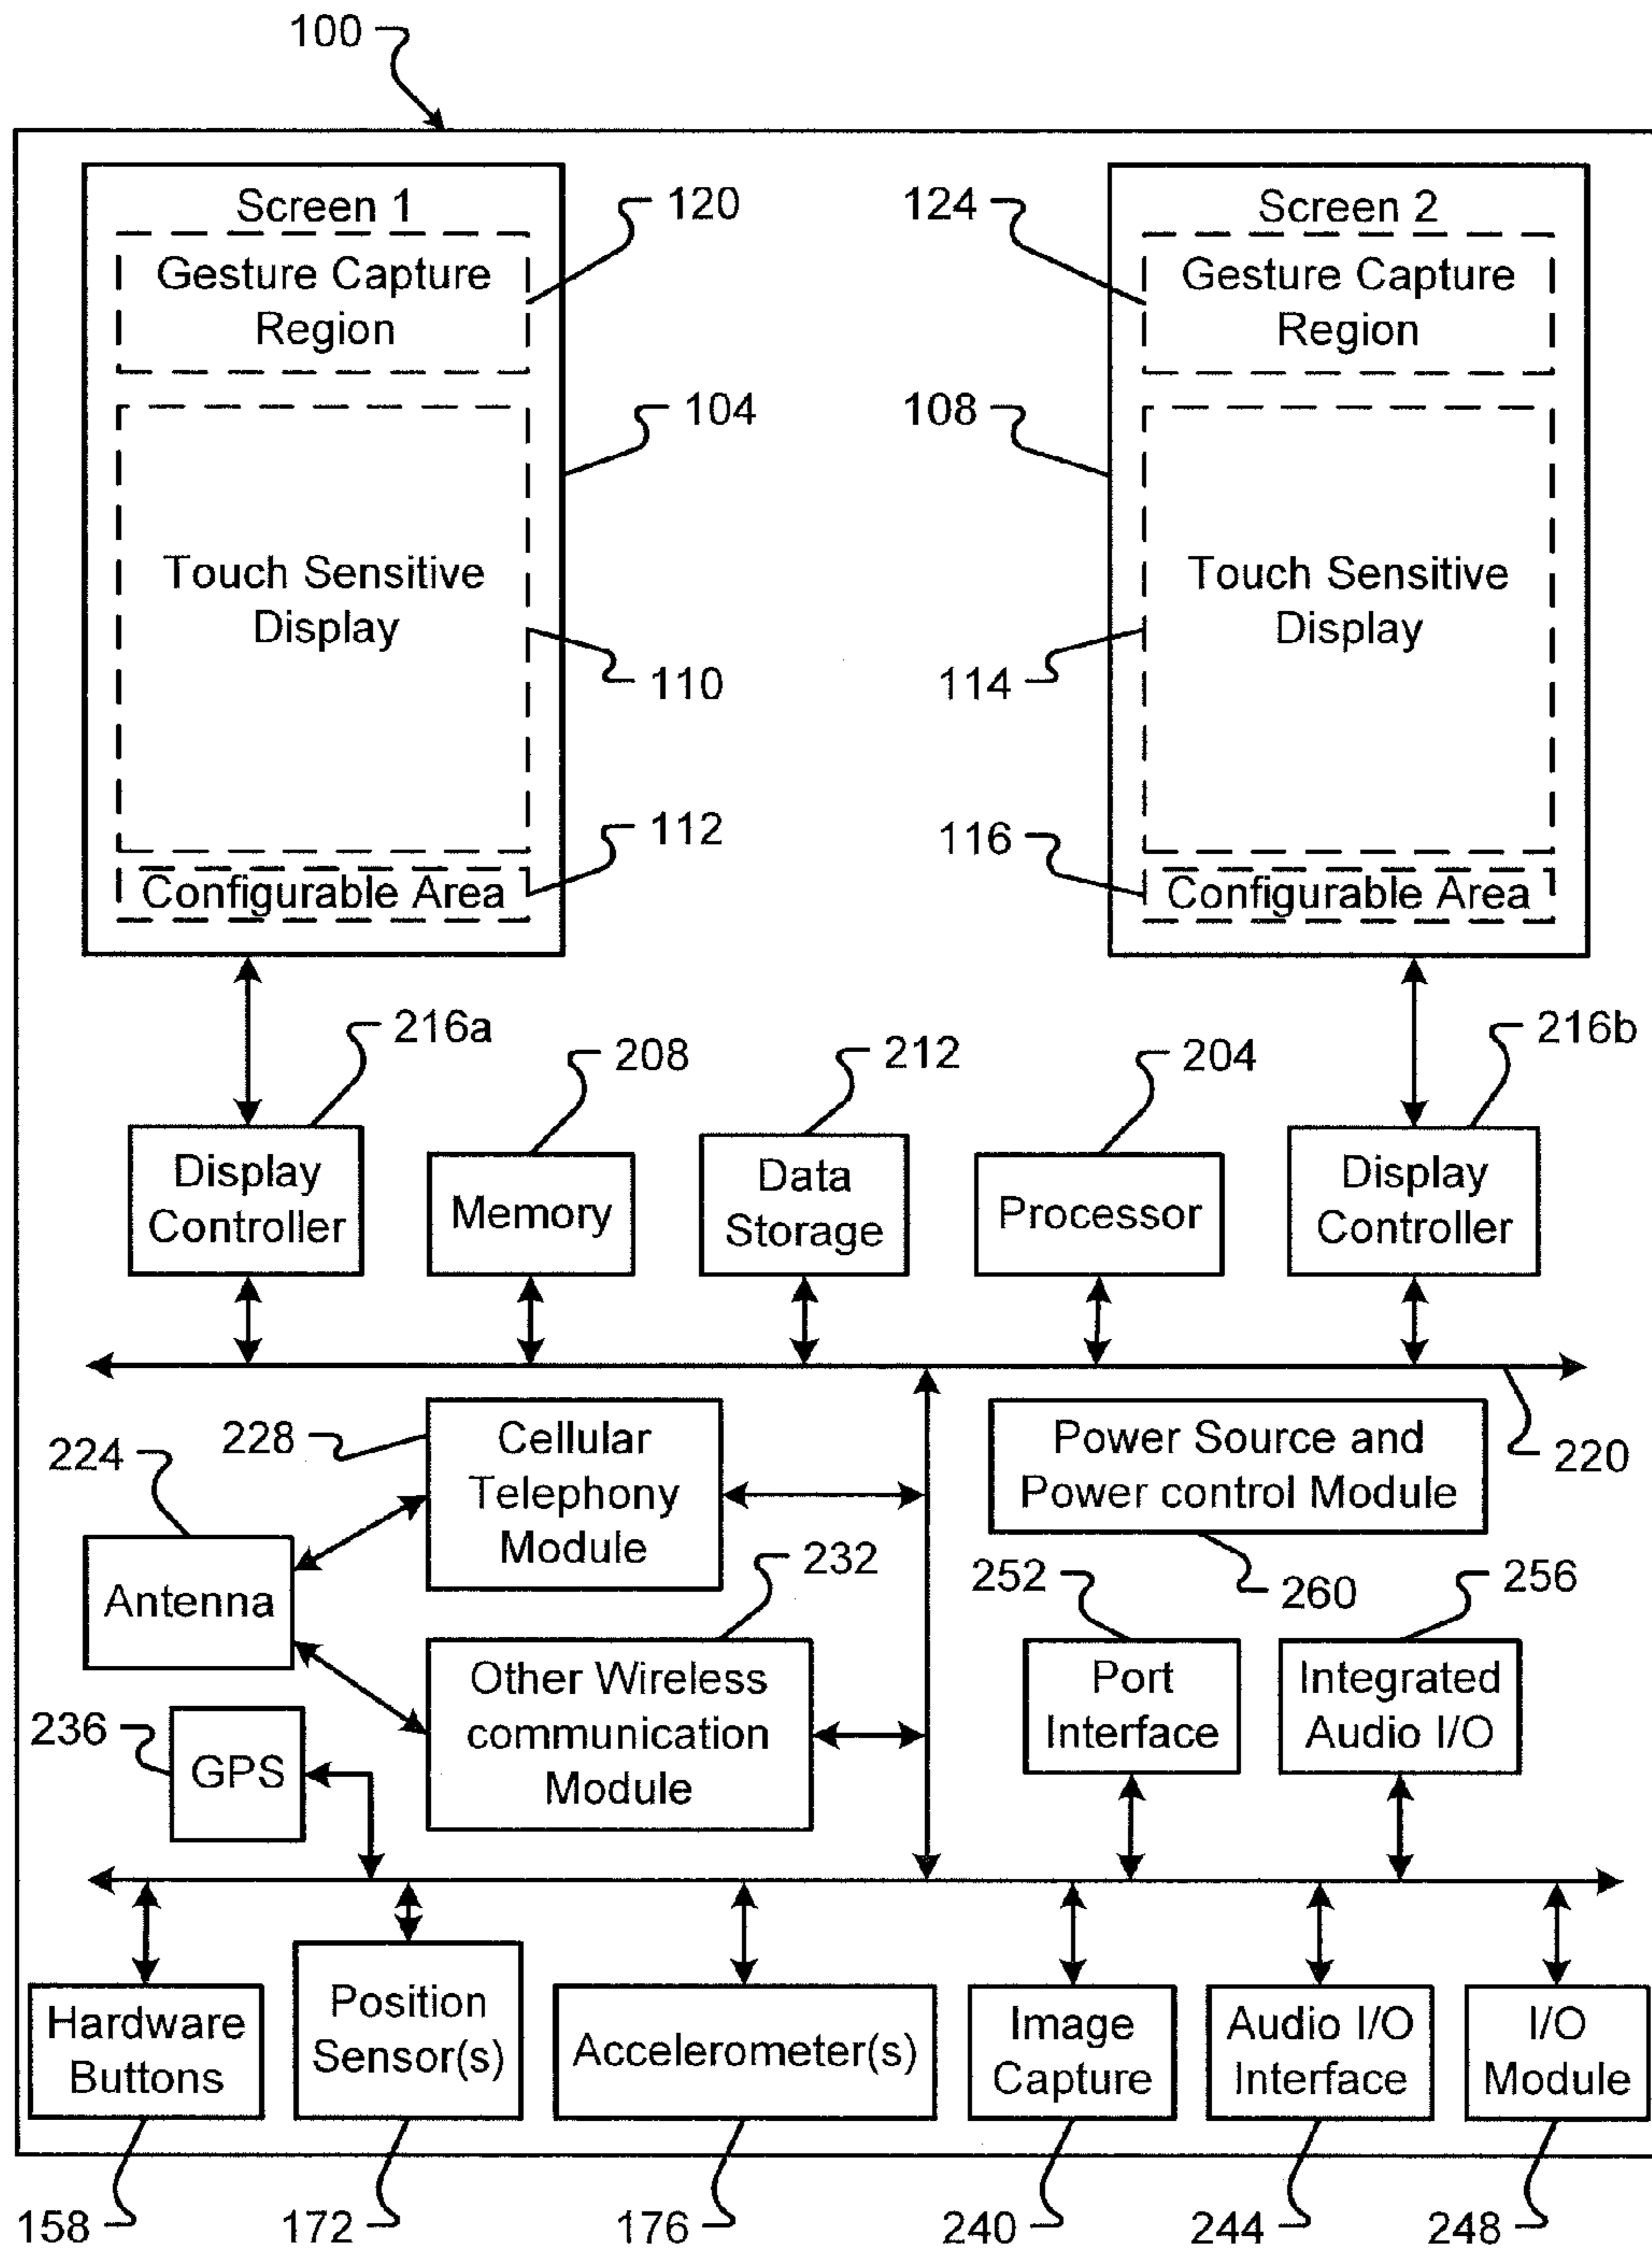 100
Screen 1
120
124
Screen 2
Gesture Capture
Region
Gesture Capture
Region
104
108
Touch Sensitive
Display
Touch Sensitive
Display
110
114
112
116
Configurable Area
Configurable Area
216a
208
212
204
216b
Display
Controller
Memory
Data
Storage
Processor
Display
Controller
228
Cellular
Telephony
Module
Power Source and
Power control Module
220
224
Antenna
232
252
260
256
Other Wireless
communication
Module
Port
Interface
Integrated
Audio I/O
236
GPS
Hardware
Buttons
Position
Sensor(s)
Accelerometer(s)
Image
Capture
Audio I/O
Interface
I/O
Module
158
172
176
240
244
248